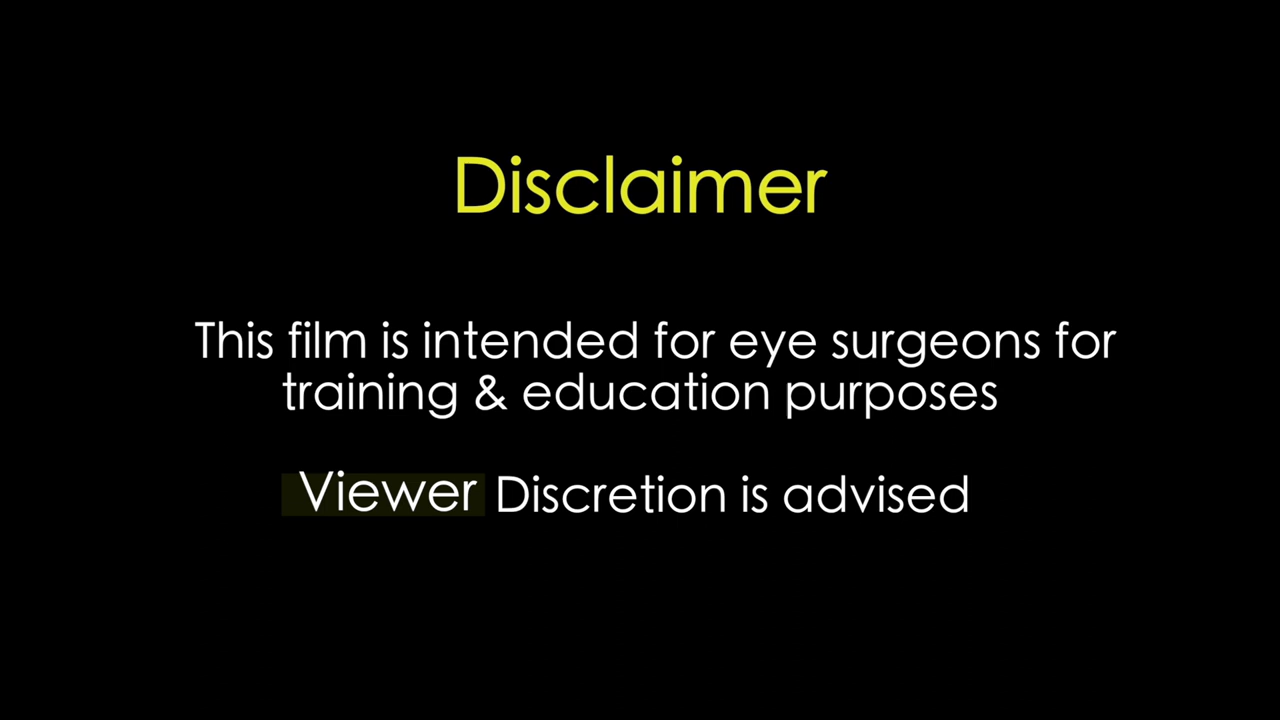 Disclaimer
This film is intended for eye surgeons for
training & education purposes
Viewer Discretion is advised